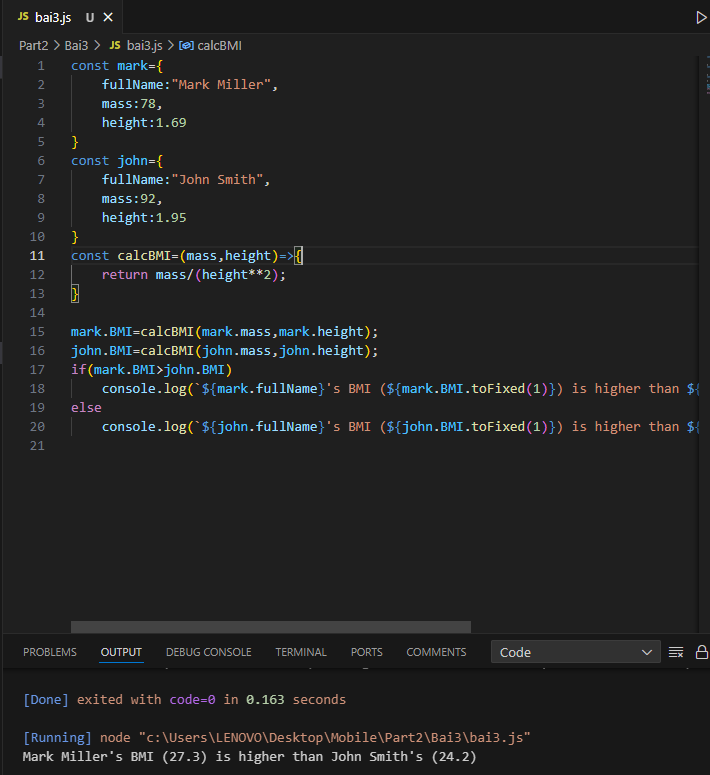 JS bai3.js U ×
Part2 > Bai3 > JS bai3.js > calcBMI
1 const mark={
2 fullName:"Mark Miller",
3 mass:78,
4 height:1.69
5 }
6 const john={
7 fullName:"John Smith",
8 mass:92,
9 height:1.95
10 }
11 const calcBMI=(mass,height)=>{
12 return mass/(height**2);
13 }
14
15 mark.BMI=calcBMI(mark.mass,mark.height);
16 john.BMI=calcBMI(john.mass,john.height);
17 if(mark.BMI>john.BMI)
18 console.log(`${mark.fullName}'s BMI (${mark.BMI.toFixed(1)}) is higher than ${
19 else
20 console.log(`${john.fullName}'s BMI (${john.BMI.toFixed(1)}) is higher than ${
21
PROBLEMS OUTPUT DEBUG CONSOLE TERMINAL PORTS COMMENTS Code
[Done] exited with code=0 in 0.163 seconds
[Running] node "c:\Users\LENOVO\Desktop\Mobile\Part2\Bai3\bai3.js"
Mark Miller's BMI (27.3) is higher than John Smith's (24.2)